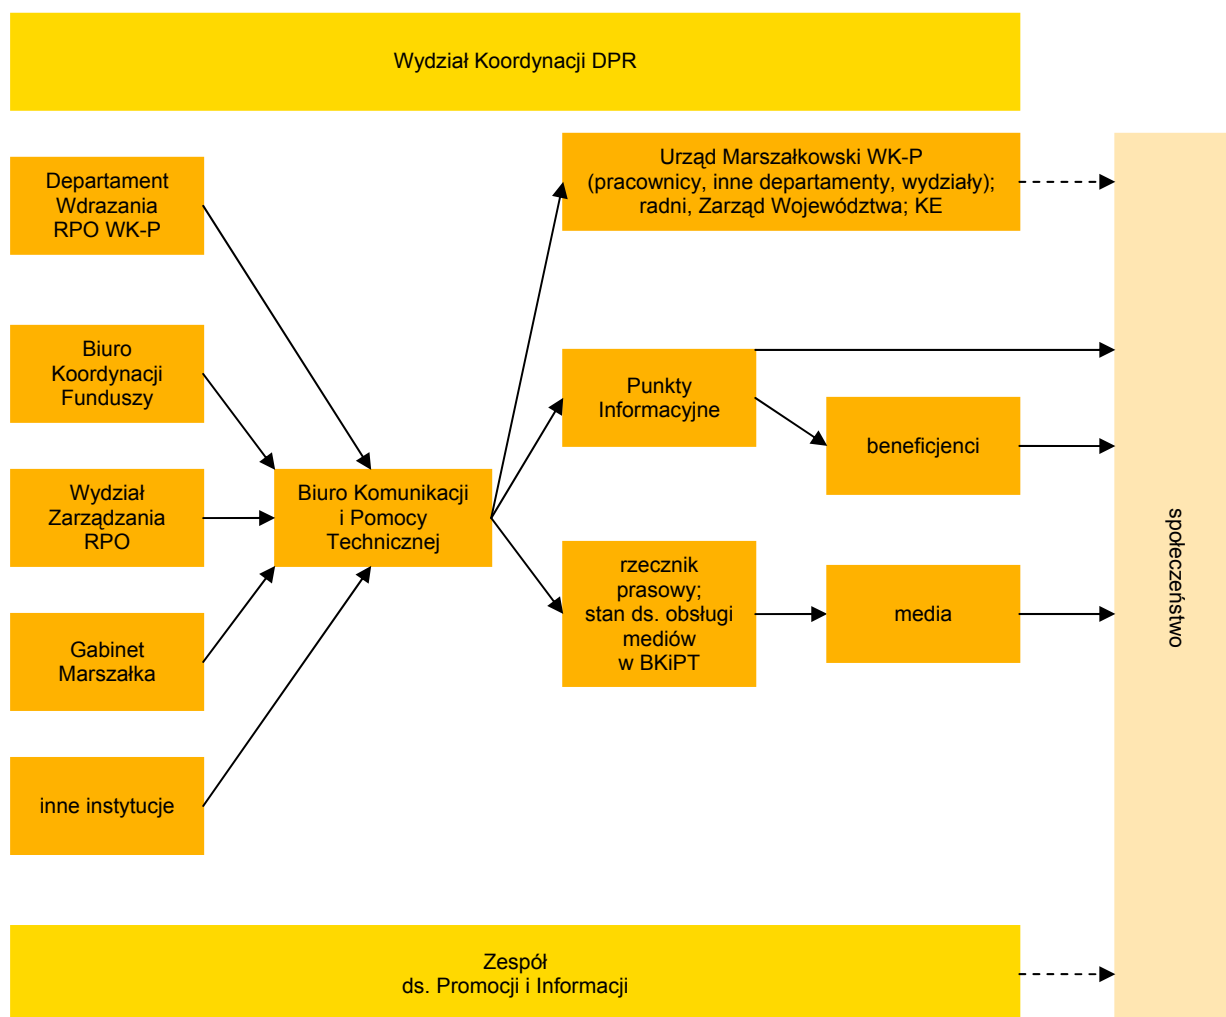 Wydział Koordynacji DPR
Departament
Wdrazania
RPO WK-P
Urząd Marszałkowski WK-P
(pracownicy, inne departamenty, wydziały);
radni, Zarząd Województwa; KE
Biuro
Koordynacji
Funduszy
Punkty
Informacyjne
beneficjenci
Wydział
Zarządzania
RPO
Biuro Komunikacji
i Pomocy
Technicznej
rzecznik
prasowy;
stan ds. obsługi
mediów
w BKiPT
media
społeczeństwo
Gabinet
Marszałka
inne instytucje
Zespół
ds. Promocji i Informacji